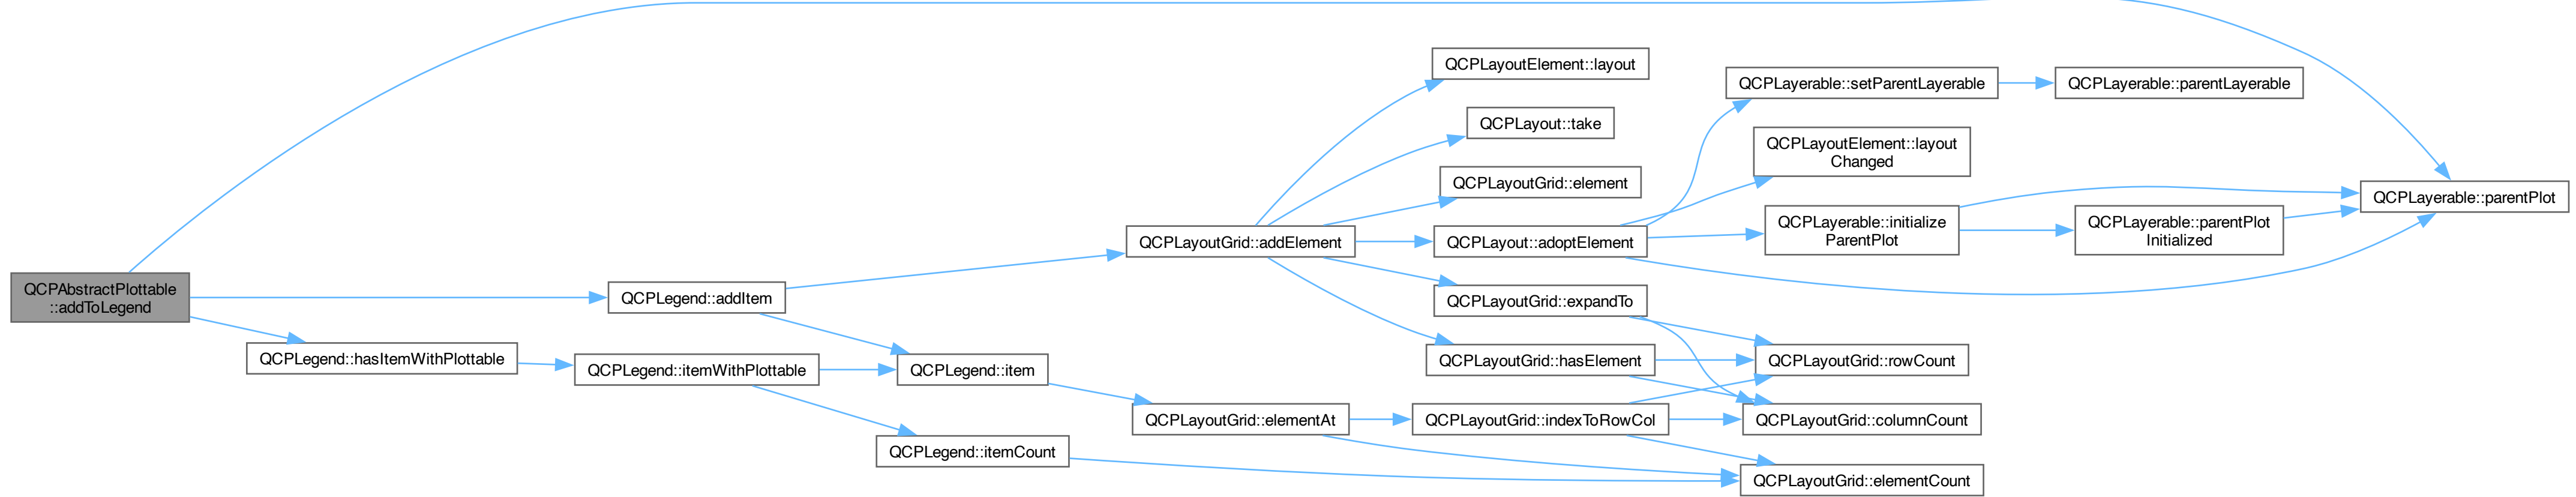 QCPAbstractPlottable
::addToLegend
QCPLegend::addItem
QCPLegend::hasItemWithPlottable
QCPLegend::itemWithPlottable
QCPLegend::item
QCPLegend::itemCount
QCPLayoutGrid::addElement
QCPLayoutGrid::elementAt
QCPLayoutElement::layout
QCPLayout::take
QCPLayoutGrid::element
QCPLayout::adoptElement
QCPLayoutGrid::expandTo
QCPLayoutGrid::hasElement
QCPLayoutGrid::indexToRowCol
QCPLayerable::setParentLayerable
QCPLayoutElement::layout
Changed
QCPLayerable::initialize
ParentPlot
QCPLayoutGrid::rowCount
QCPLayoutGrid::columnCount
QCPLayoutGrid::elementCount
QCPLayerable::parentLayerable
QCPLayerable::parentPlot
Initialized
QCPLayerable::parentPlot